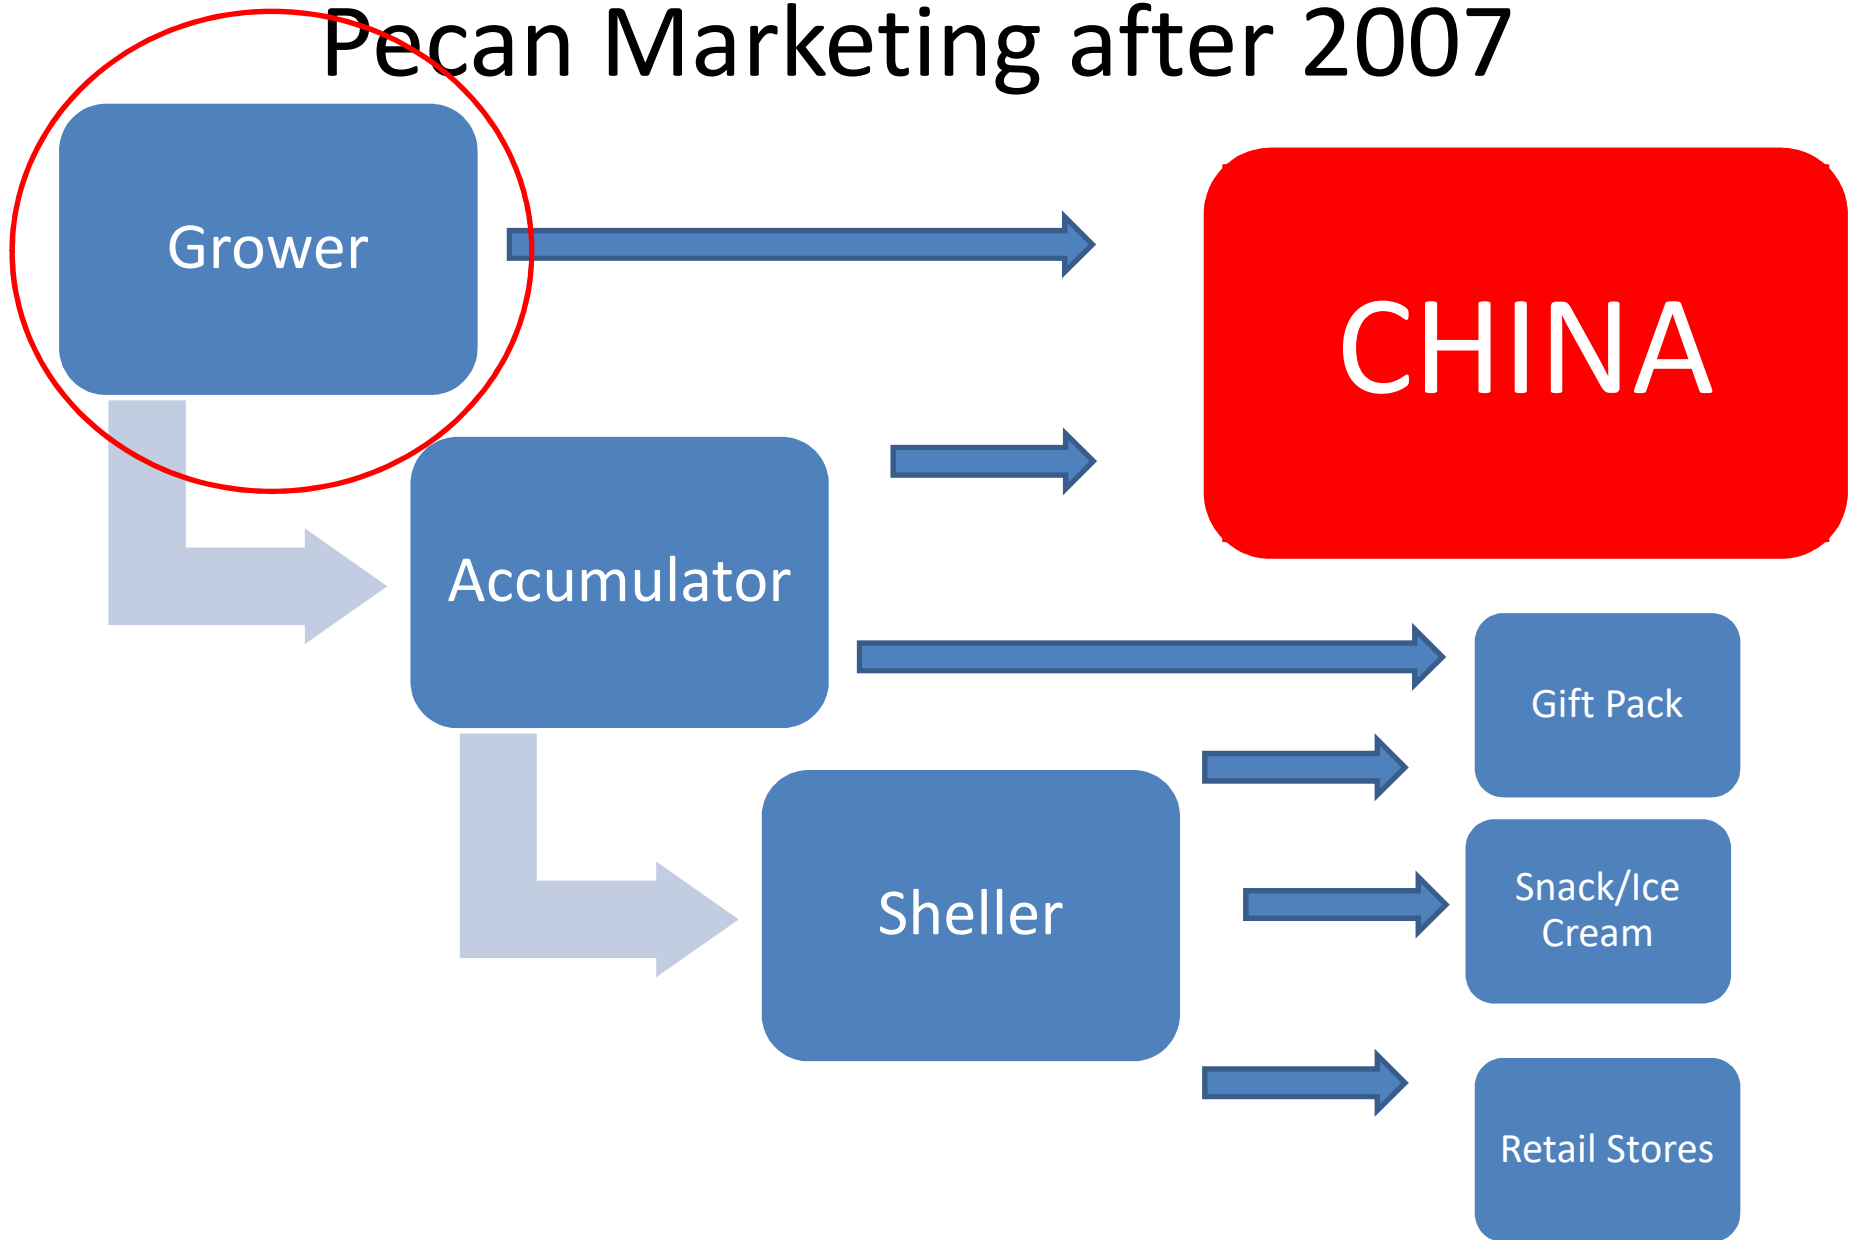 Pecan Marketing after 2007
Grower
CHINA
Accumulator
Gift Pack
Snack/Ice
Cream
Sheller
Retail Stores